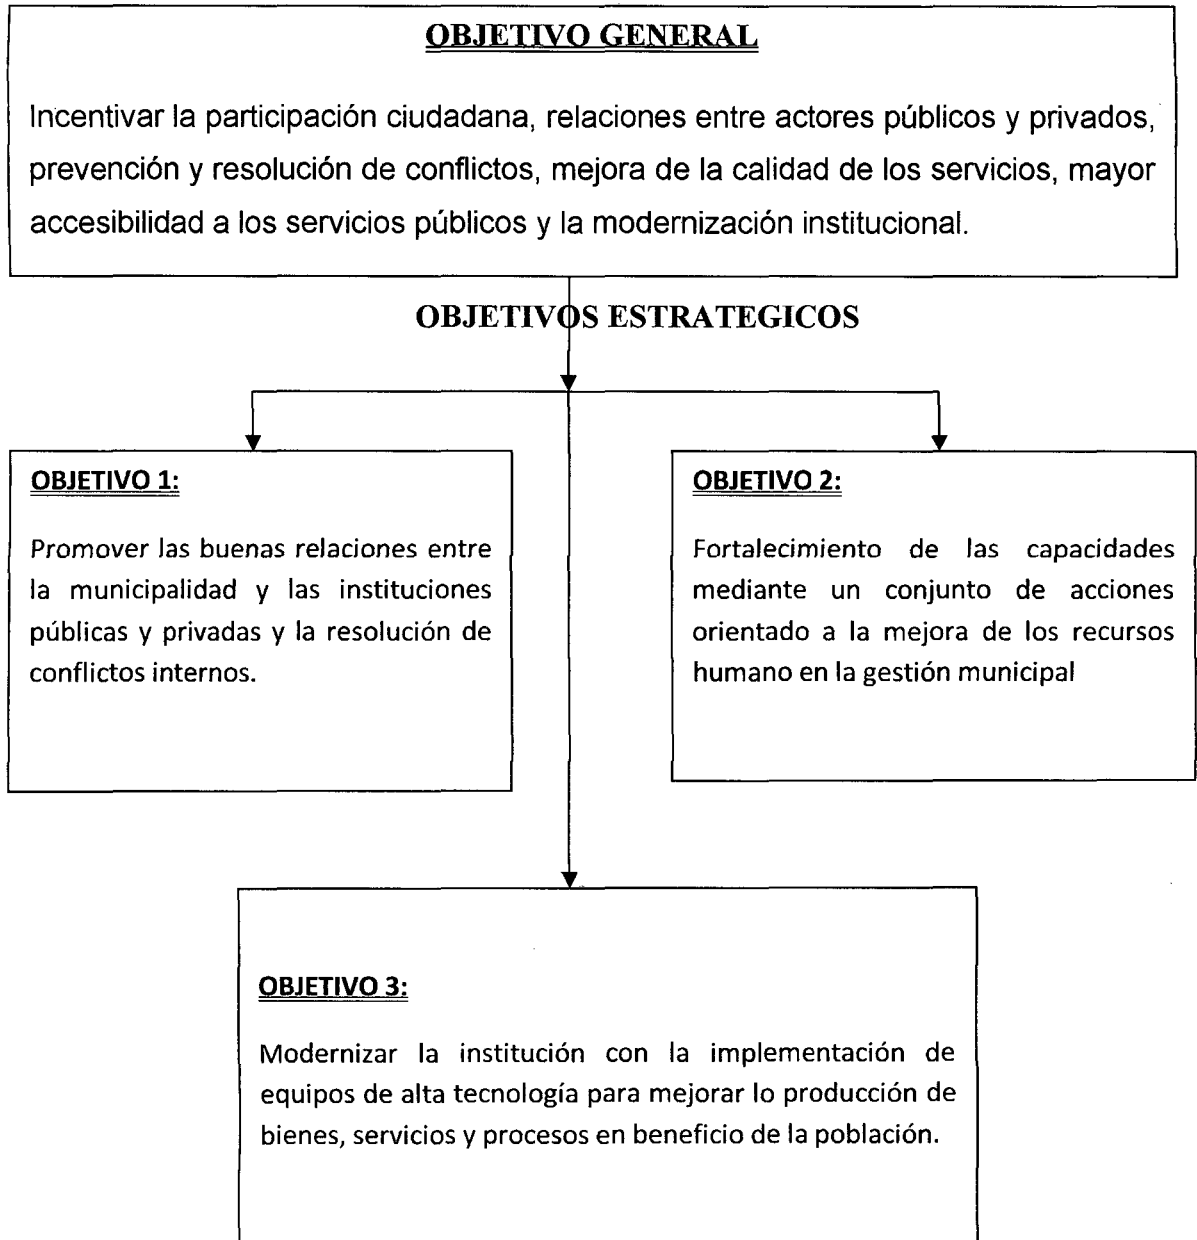 OBJETIVO GENERAL
Incentivar la participación ciudadana, relaciones entre actores públicos y privados,
prevención y resolución de conflictos, mejora de la calidad de los servicios, mayor
accesibilidad a los servicios públicos y la modernización institucional.
OBJETIVOS ESTRATEGICOS
OBJETIVO 1:
Promover las buenas relaciones entre
la municipalidad y las instituciones
públicas y privadas y la resolución de
conflictos internos.
OBJETIVO 2:
Fortalecimiento de las capacidades
mediante un conjunto de acciones
orientado a la mejora de los recursos
humano en la gestión municipal
OBJETIVO 3:
Modernizar la institución con la implementación de
equipos de alta tecnología para mejorar lo producción de
bienes, servicios y procesos en beneficio de la población.